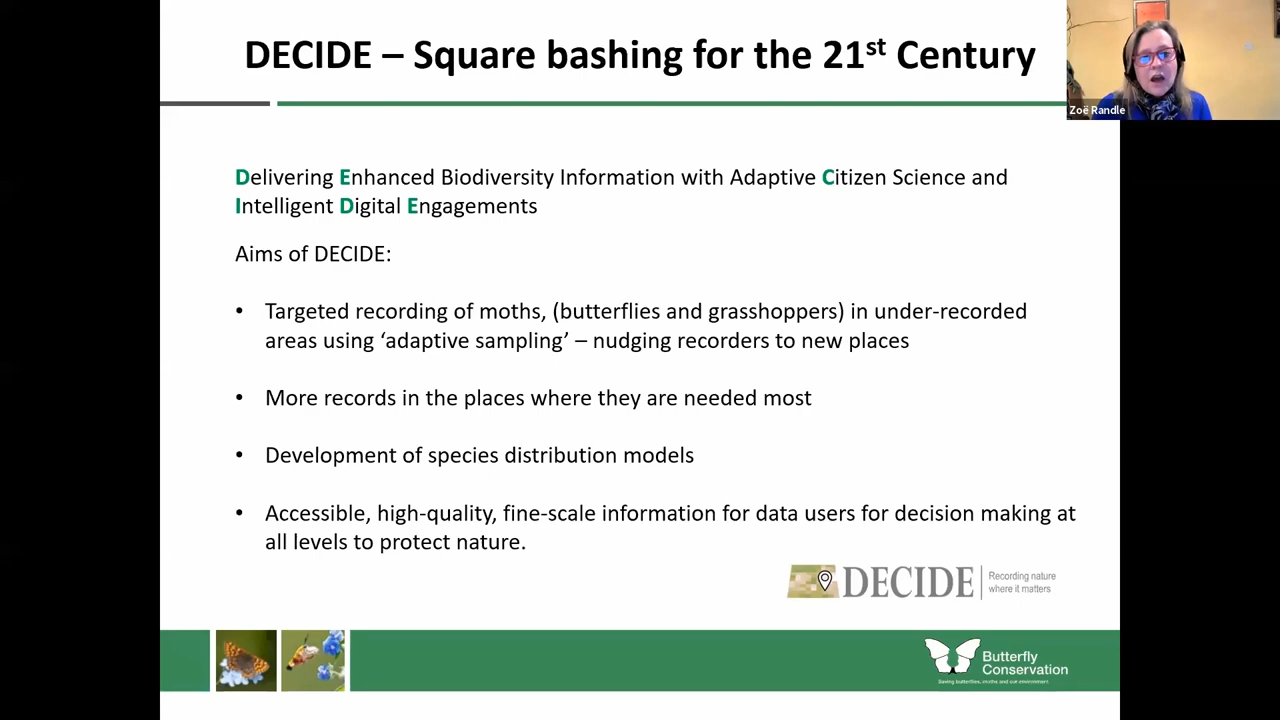 DECIDE – Square bashing for the 21st Century
Zoë Randle
Delivering Enhanced Biodiversity Information with Adaptive Citizen Science and
Intelligent Digital Engagements
Aims of DECIDE:
• Targeted recording of moths, (butterflies and grasshoppers) in under-recorded
areas using ‘adaptive sampling’ – nudging recorders to new places
• More records in the places where they are needed most
• Development of species distribution models
• Accessible, high-quality, fine-scale information for data users for decision making at
all levels to protect nature.
DECIDE
Recording nature
where it matters
Butterfly
Conservation
Saving butterflies, moths and our environment